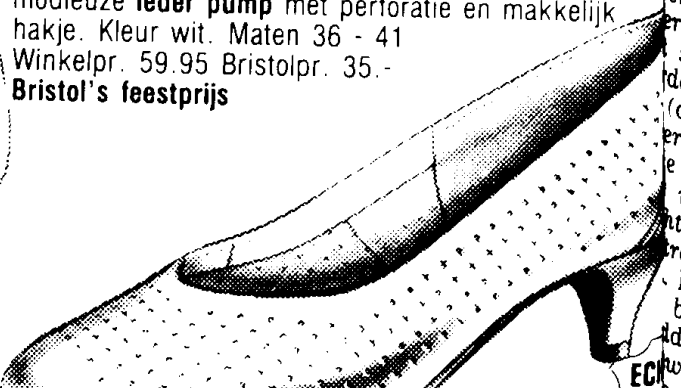 modieuze leder pump met perforatie en makkelijk
hakje. Kleur wit. Maten 36 - 41
Winkelpr. 59.95 Bristolpr. 35.-
Bristol's feestprijs